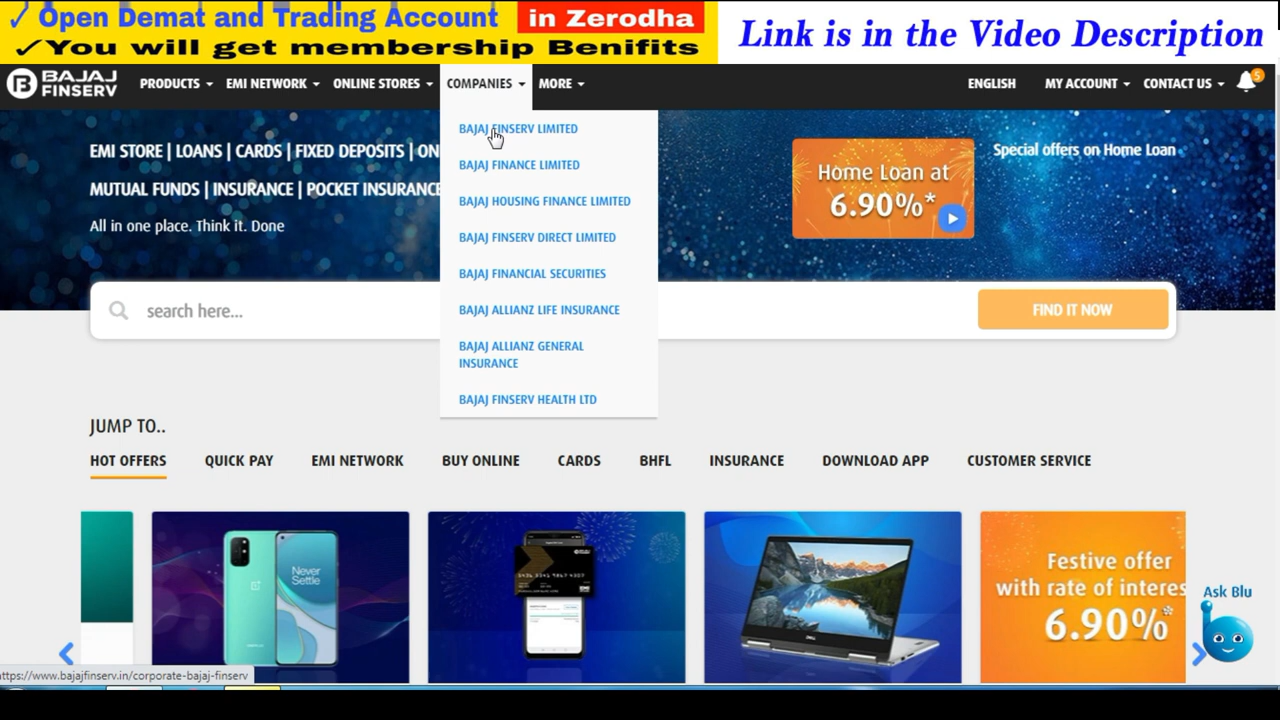 ✓ Open Demat and Trading Account in Zerodha
✓You will get membership Benifits
Link is in the Video Description
BAJAJ FINSERV
PRODUCTS EMI NETWORK ONLINE STORES COMPANIES MORE ENGLISH MY ACCOUNT CONTACT US 5
BAJAJ FINSERV LIMITED
BAJAJ FINANCE LIMITED
BAJAJ HOUSING FINANCE LIMITED
BAJAJ FINSERV DIRECT LIMITED
BAJAJ FINANCIAL SECURITIES
BAJAJ ALLIANZ LIFE INSURANCE
BAJAJ ALLIANZ GENERAL
INSURANCE
BAJAJ FINSERV HEALTH LTD
EMI STORE | LOANS | CARDS | FIXED DEPOSITS | ON
MUTUAL FUNDS | INSURANCE | POCKET INSURANCE
All in one place. Think it. Done
Home Loan at
6.90%*
Special offers on Home Loan
search here...
FIND IT NOW
JUMP TO..
HOT OFFERS QUICK PAY EMI NETWORK BUY ONLINE CARDS BHFL INSURANCE DOWNLOAD APP CUSTOMER SERVICE
Never
Settle
ONEPLUS
DELL
Festive offer
with rate of interes
6.90%*
Ask Blu
https://www.bajajfinserv.in/corporate-bajaj-finserv